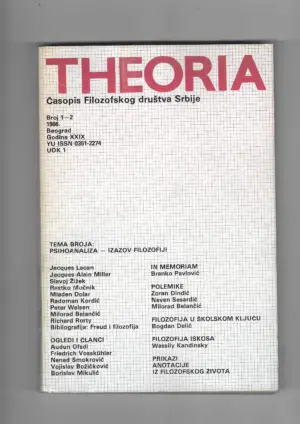 THEORIA
Časopis Filozofskog društva Srbije
Broj 1–2
1986.
Beograd
Godina XXIX
YU ISSN 0351-2274
UDK 1
TEMA BROJA:
PSIHOANALIZA – IZAZOV FILOZOFIJI
Jacques Lacan
Jacques-Alain Miller
Slavoj Žižek
Rastko Močnik
Mladen Dolar
Radoman Kordić
Peter Welsen
Milorad Belančić
Richard Rorty
Bibliografija: Freud i filozofija
OGLEDI I ČLANCI
Audun Ofsti
Friedrich Vosskühler
Nenad Smokrović
Vojislav Božičković
Borislav Mikulić
IN MEMORIAM
Branko Pavlović
POLEMIKE
Zoran Đinđić
Neven Sesardić
Milorad Belančić
FILOZOFIJA U ŠKOLSKOM KLJUČU
Bogdan Delić
FILOZOFIJA ISKOSA
Wassily Kandinsky
PRIKAZI
ANOTACIJE
IZ FILOZOFSKOG ŽIVOTA